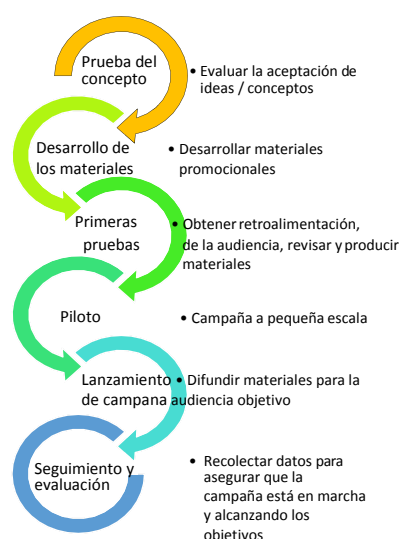 Prueba del
concepto
• Evaluar la aceptación de
ideas / conceptos
Desarrollo de
los materiales
• Desarrollar materiales
promocionales
Primeras
pruebas
• Obtener retroalimentación,
de la audiencia, revisar y producir
materiales
Piloto
• Campaña a pequeña escala
Lanzamiento
de campana
• Difundir materiales para la
audiencia objetivo
Seguimiento y
evaluación
• Recolectar datos para
asegurar que la
campaña está en marcha
y alcanzando los
objetivos